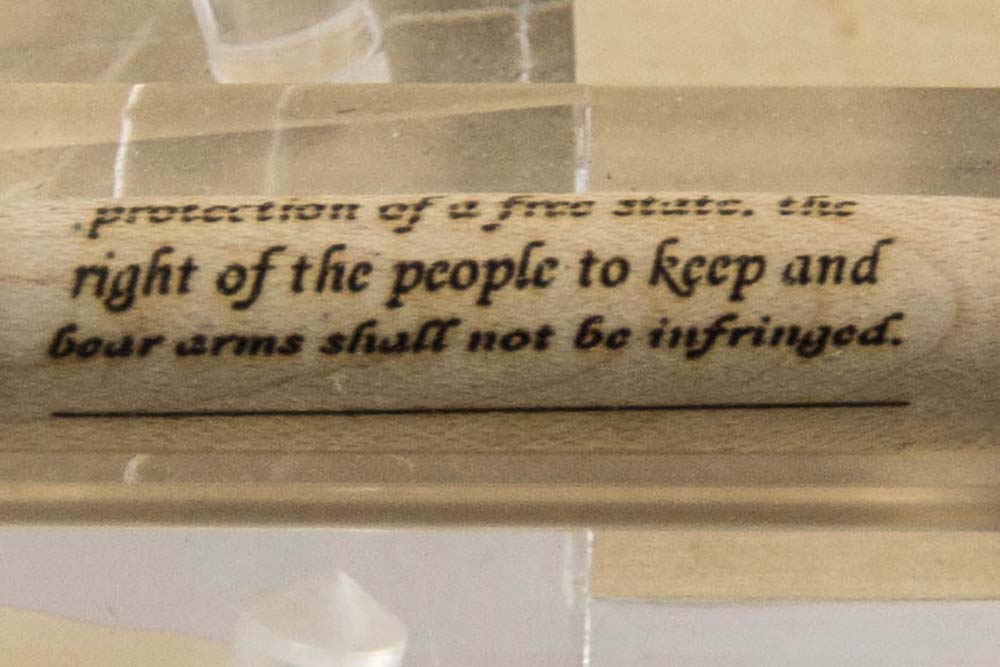 protection of a free state, the
right of the people to keep and
bear arms shall not be infringed.